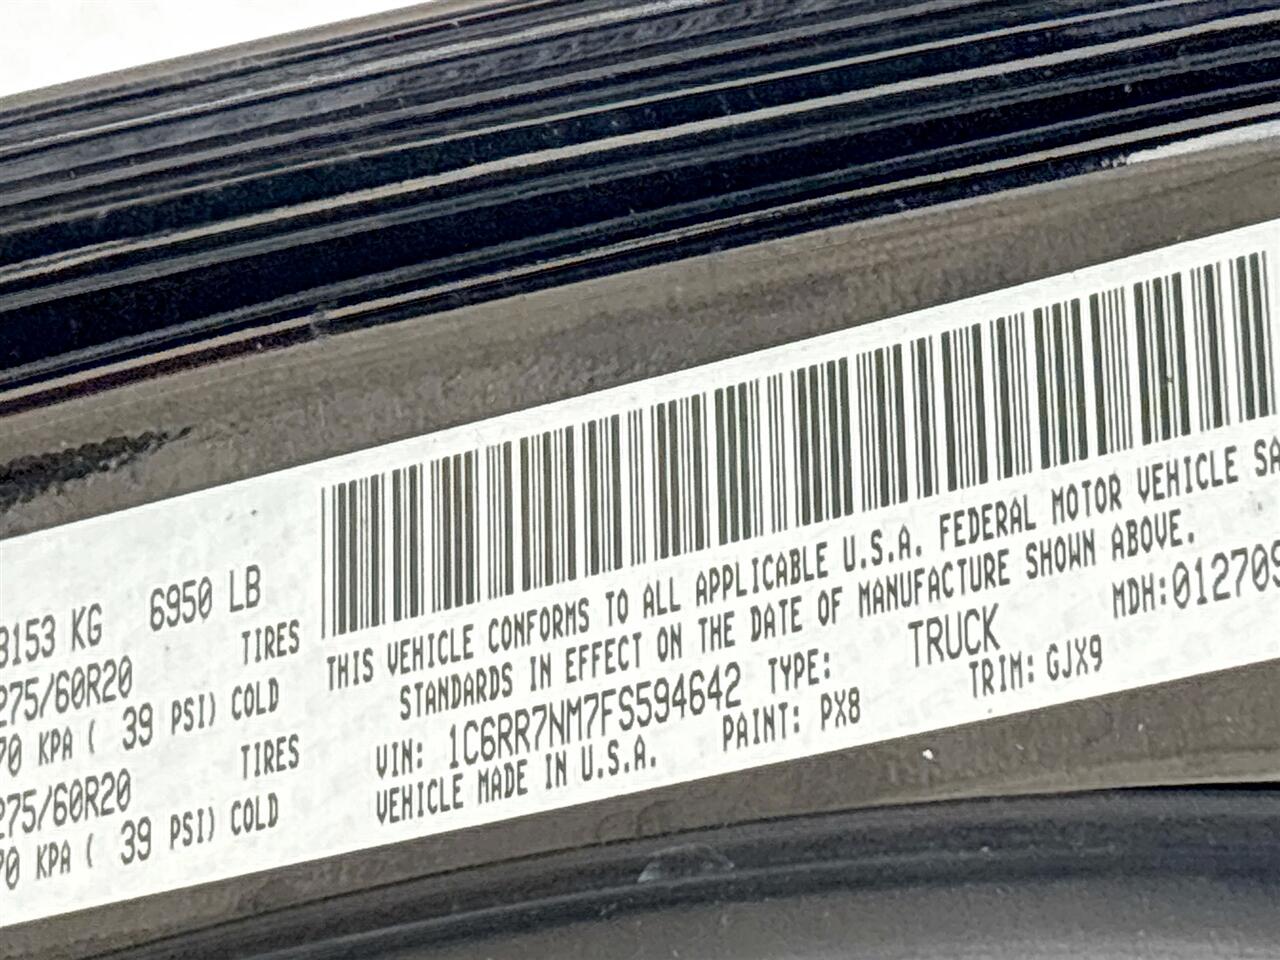 3153 KG 6950 LB
275/60R20 TIRES
70 KPA ( 39 PSI) COLD
275/60R20 TIRES
70 KPA ( 39 PSI) COLD
THIS VEHICLE CONFORMS TO ALL APPLICABLE U.S.A. FEDERAL MOTOR VEHICLE SA
STANDARDS IN EFFECT ON THE DATE OF MANUFACTURE SHOWN ABOVE.
VIN: 1C6RR7NM7FS594642 TYPE: TRUCK MDH:012709
VEHICLE MADE IN U.S.A. PAINT: PX8 TRIM: GJX9